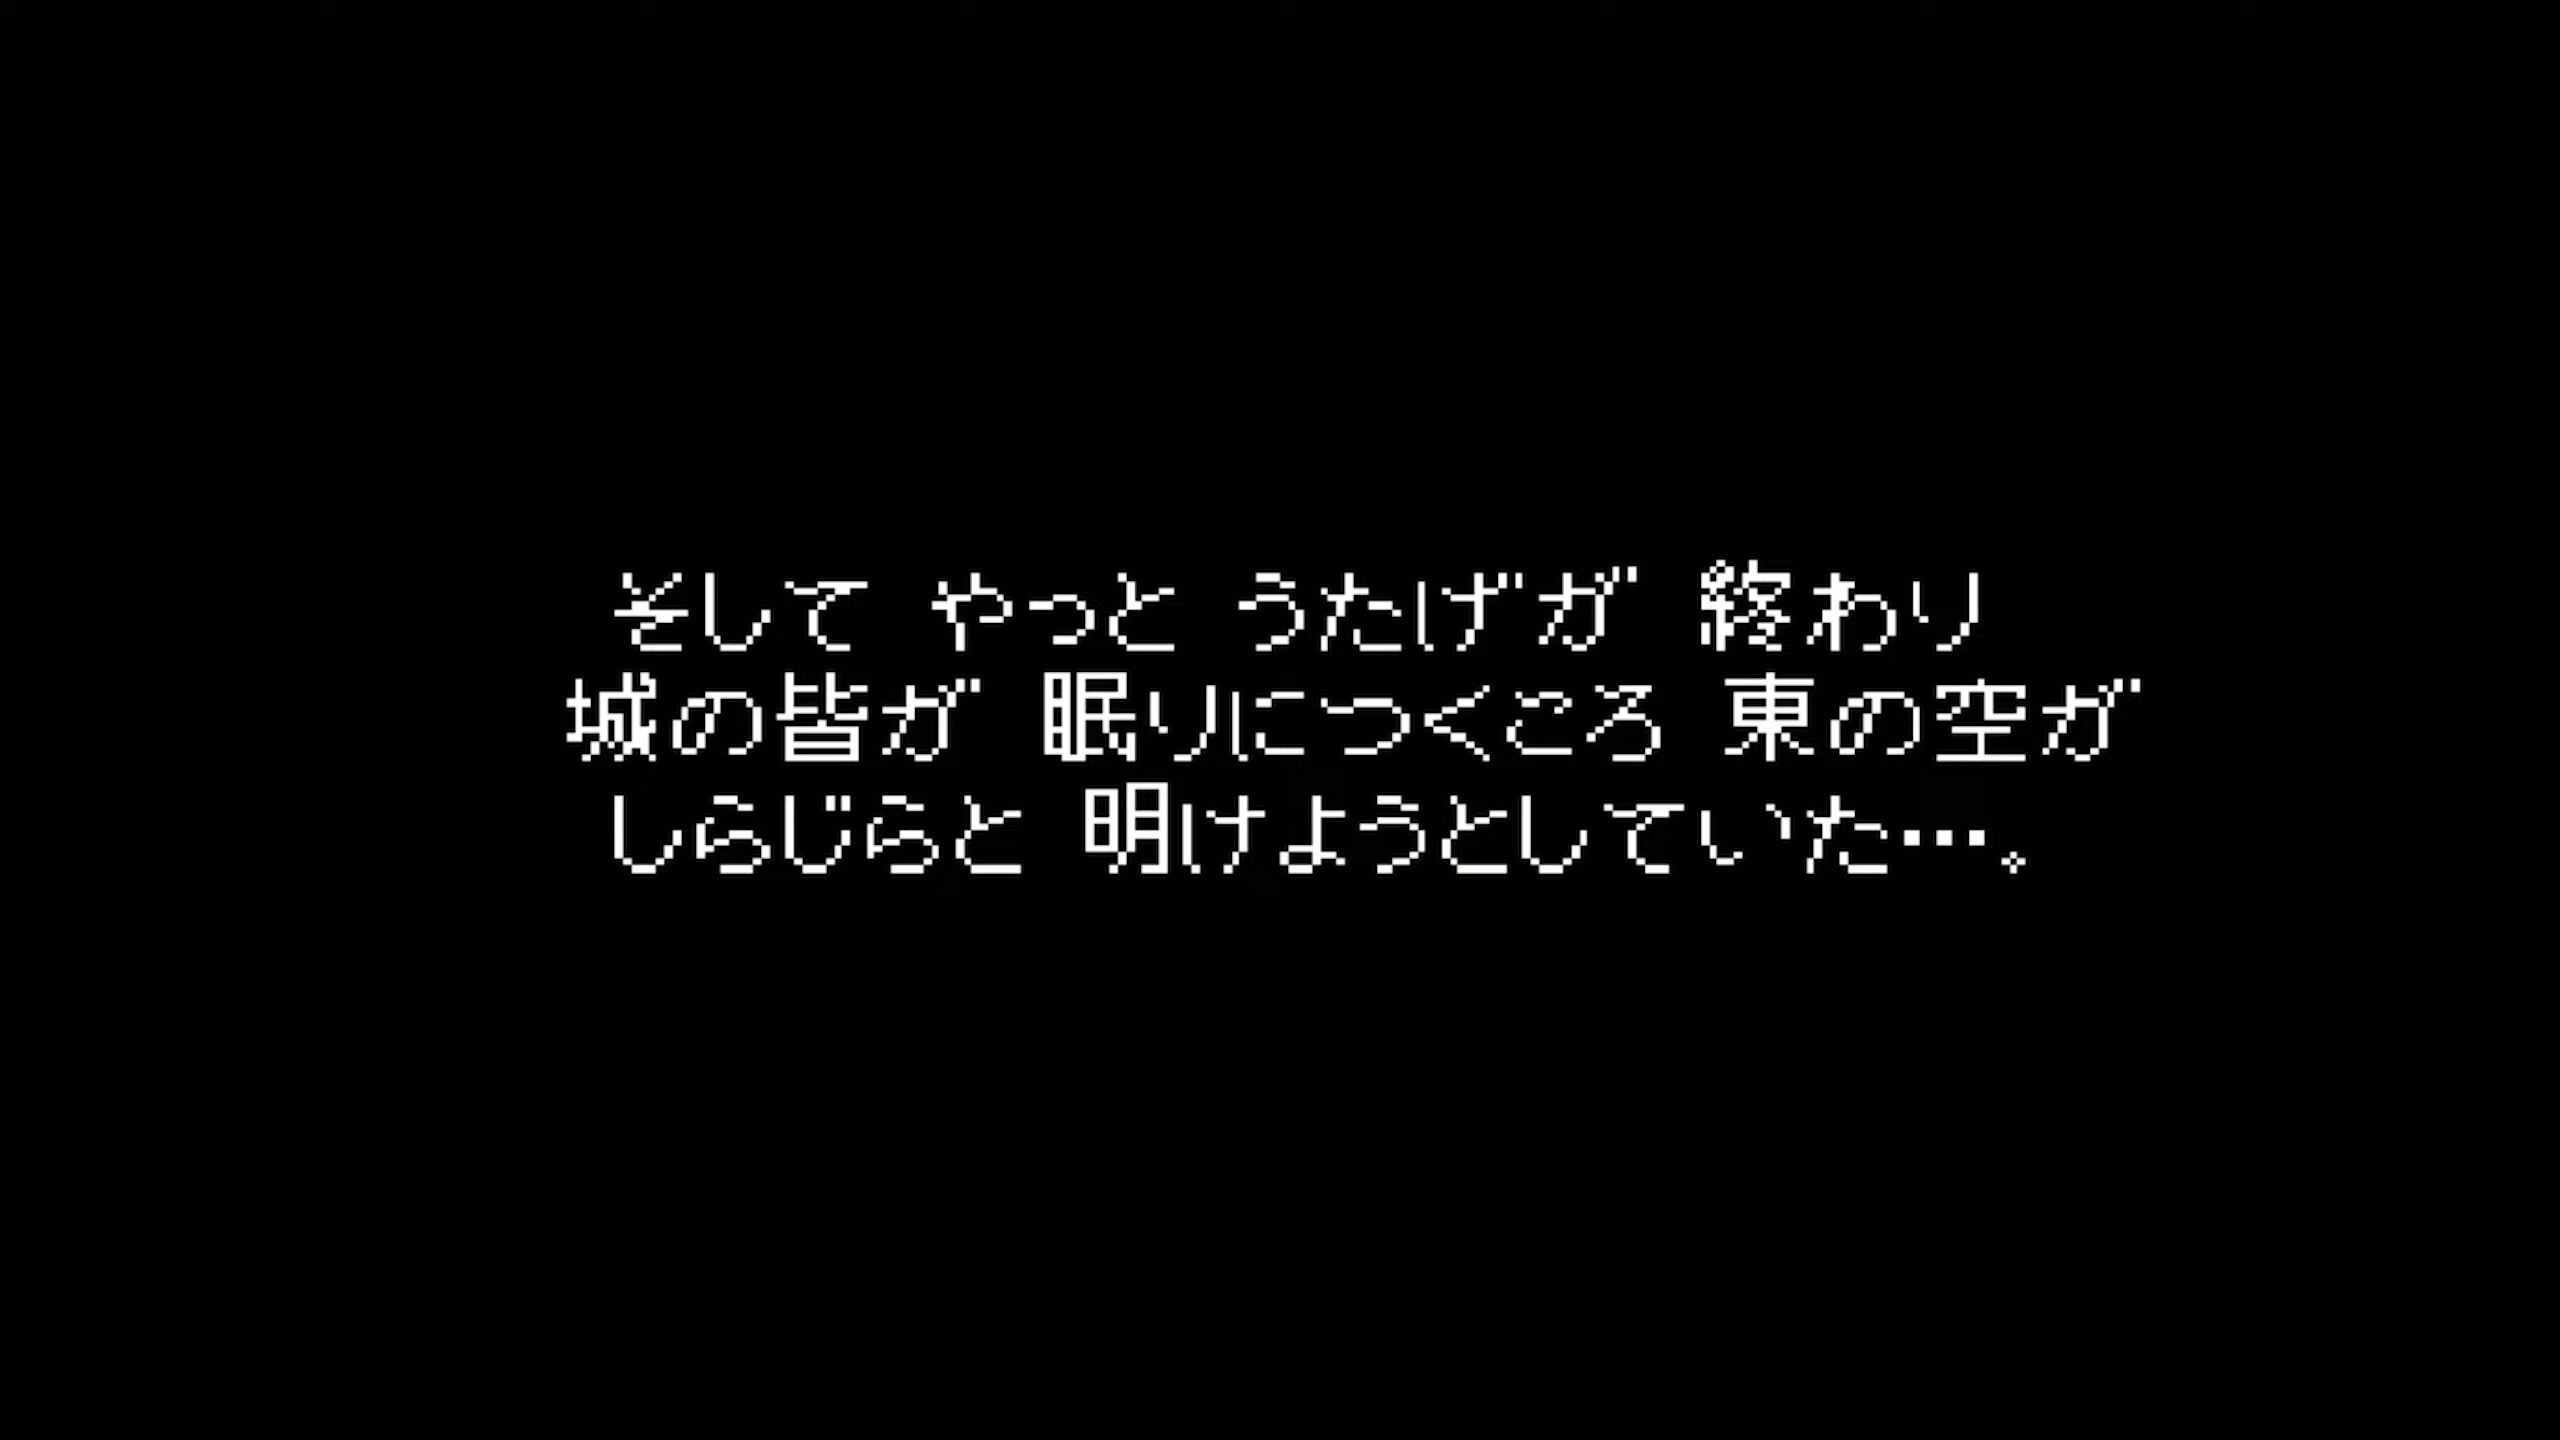 そして やっと うたげが 終わり
城の皆が 眠りにつくころ 東の空が
しらじらと 明けようとしていた…。